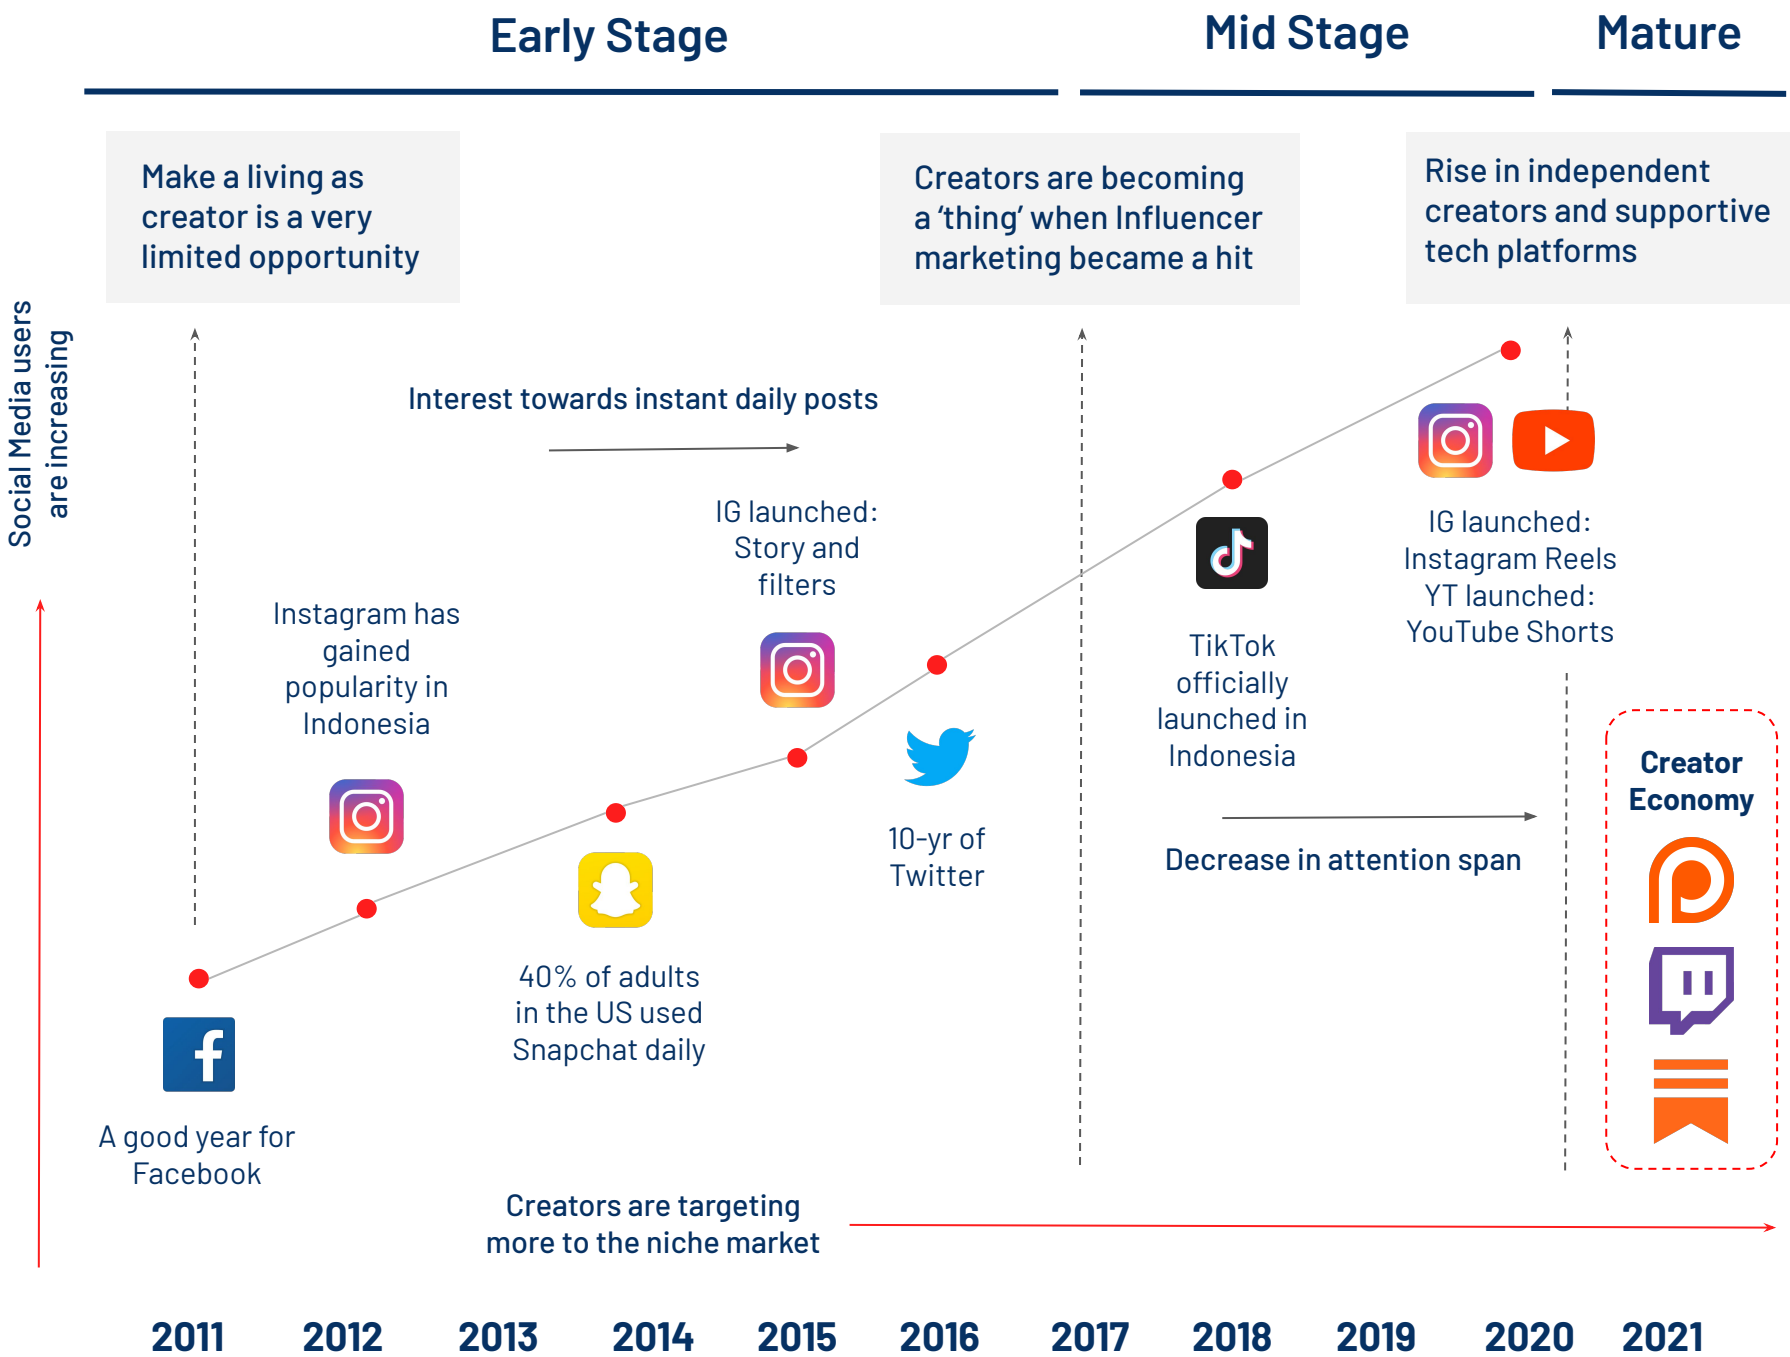 Early Stage
Mid Stage
Mature
Make a living as
creator is a very
limited opportunity
Creators are becoming
a ‘thing’ when Influencer
marketing became a hit
Rise in independent
creators and supportive
tech platforms
Social Media users
are increasing
Interest towards instant daily posts
IG launched:
Story and
filters
IG launched:
Instagram Reels
YT launched:
YouTube Shorts
Instagram has
gained
popularity in
Indonesia
TikTok
officially
launched in
Indonesia
Creator
Economy
10-yr of
Twitter
Decrease in attention span
40% of adults
in the US used
Snapchat daily
A good year for
Facebook
Creators are targeting
more to the niche market
2011 2012 2013 2014 2015 2016 2017 2018 2019 2020 2021